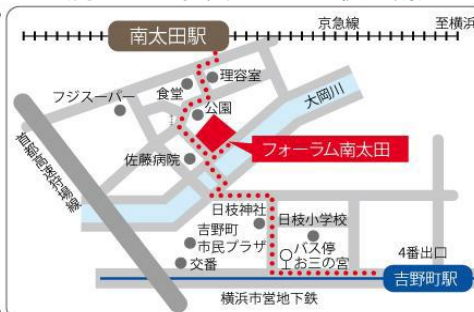 南太田駅
京急線
至横浜
理容室
食堂
フジスーパー
公園
大岡川
フォーラム南太田
佐藤病院
首都高速狩場線
日枝神社
日枝小学校
吉野町
市民プラザ
バス停
お三の宮
4番出口
交番
吉野町駅
横浜市営地下鉄